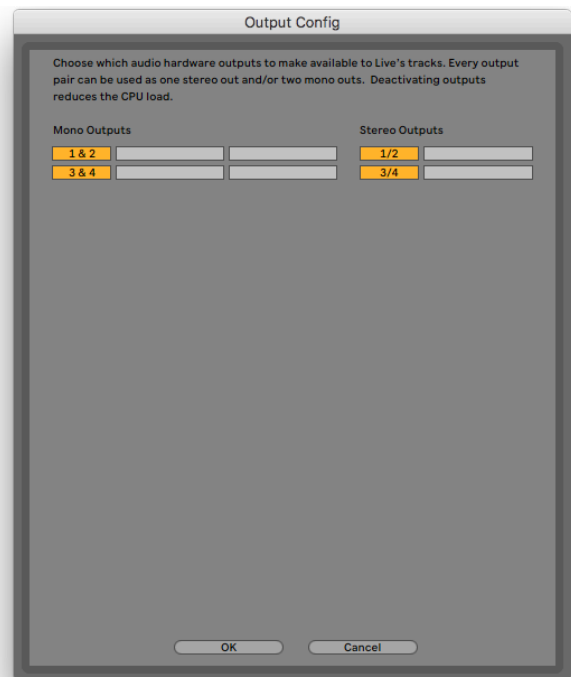 Output Config
Choose which audio hardware outputs to make available to Live's tracks. Every output
pair can be used as one stereo out and/or two mono outs.  Deactivating outputs
reduces the CPU load.
Mono Outputs
Stereo Outputs
1 & 2
1/2
3 & 4
3/4
OK
Cancel